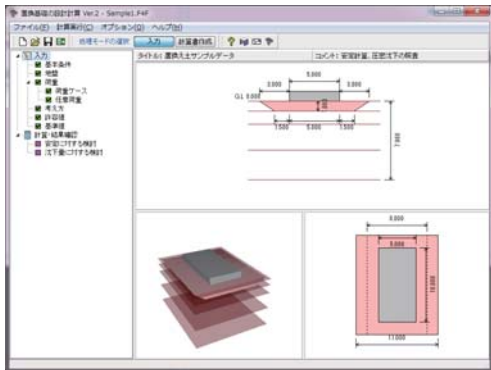 置換基礎の設計計算 Ver.2 - Sample1.F4F
ファイル(F) 計算実行(C) オプション(O) ヘルプ(H)
処理モードの選択 入力 計算書作成
タイトル: 置換え土サンプルデータ
コメント: 安定計算、圧密沈下の照査
入力
基本条件
地盤
荷重
荷重ケース
任意荷重
考え方
許容値
基準値
計算・結果確認
安定に対する検討
沈下量に対する検討
5.000
3.000 3.000
G.L. 0.000
1.500 5.000 1.500
7.000
8.000
5.000
10.000
11.000